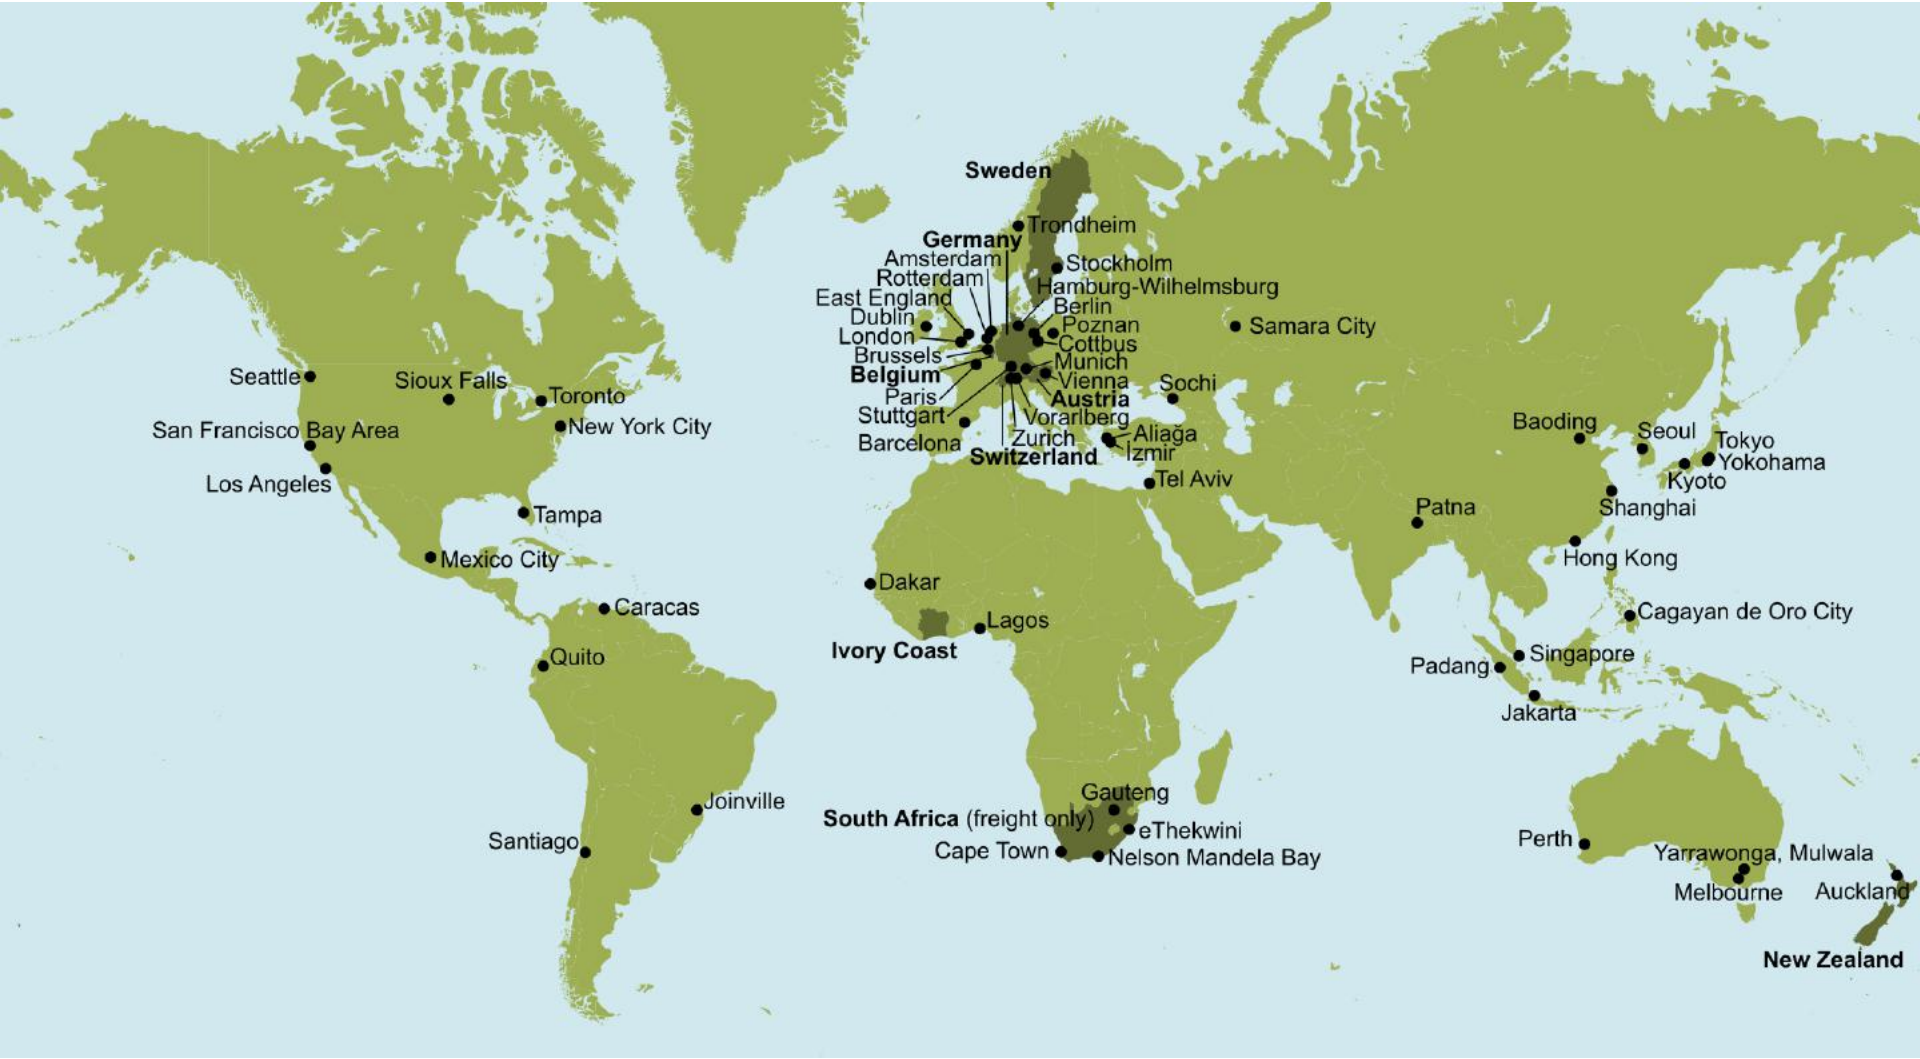 Sweden
Trondheim
Germany
Amsterdam
Stockholm
Rotterdam
Hamburg-Wilhelmsburg
East England
Berlin
Dublin
Poznan
Samara City
London
Cottbus
Brussels
Munich
Belgium
Vienna
Seattle
Sioux Falls
Sochi
Paris
Austria
Toronto
Stuttgart
Vorarlberg
New York City
San Francisco Bay Area
Baoding
Seoul
Aliağa
Barcelona
Zurich
Tokyo
Izmir
Switzerland
Yokohama
Los Angeles
Tel Aviv
Kyoto
Tampa
Patna
Shanghai
Mexico City
Hong Kong
Dakar
Caracas
Cagayan de Oro City
Lagos
Ivory Coast
Quito
Singapore
Padang
Jakarta
Gauteng
Joinville
South Africa (freight only)
eThekwini
Santiago
Perth
Cape Town
Nelson Mandela Bay
Yarrawonga, Mulwala
Melbourne
Auckland
New Zealand